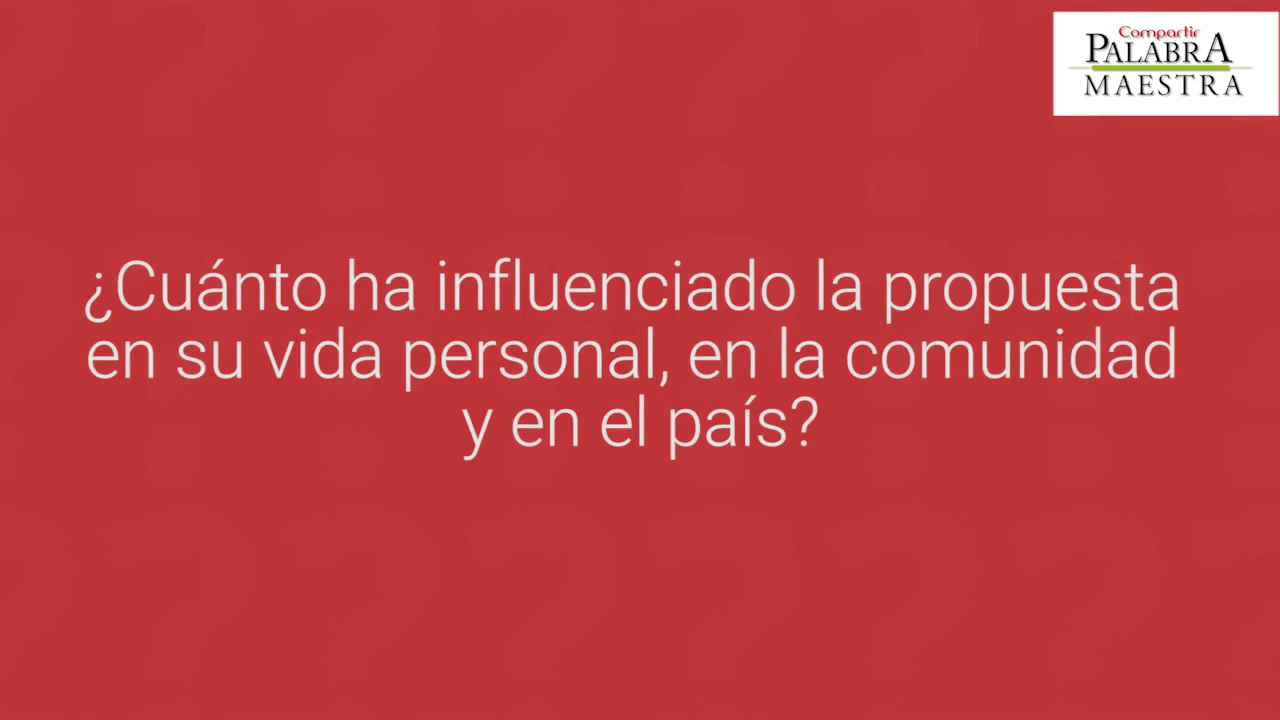 Compartir
PALABRA
MAESTRA
¿Cuánto ha influenciado la propuesta
en su vida personal, en la comunidad
y en el país?